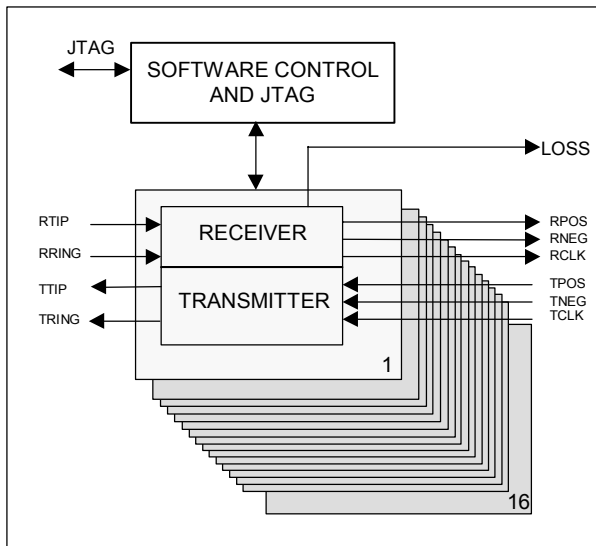 JTAG
SOFTWARE CONTROL
AND JTAG
LOSS
RTIP
RRING
TTIP
TRING
RECEIVER
TRANSMITTER
RPOS
RNEG
RCLK
TPOS
TNEG
TCLK
1
16